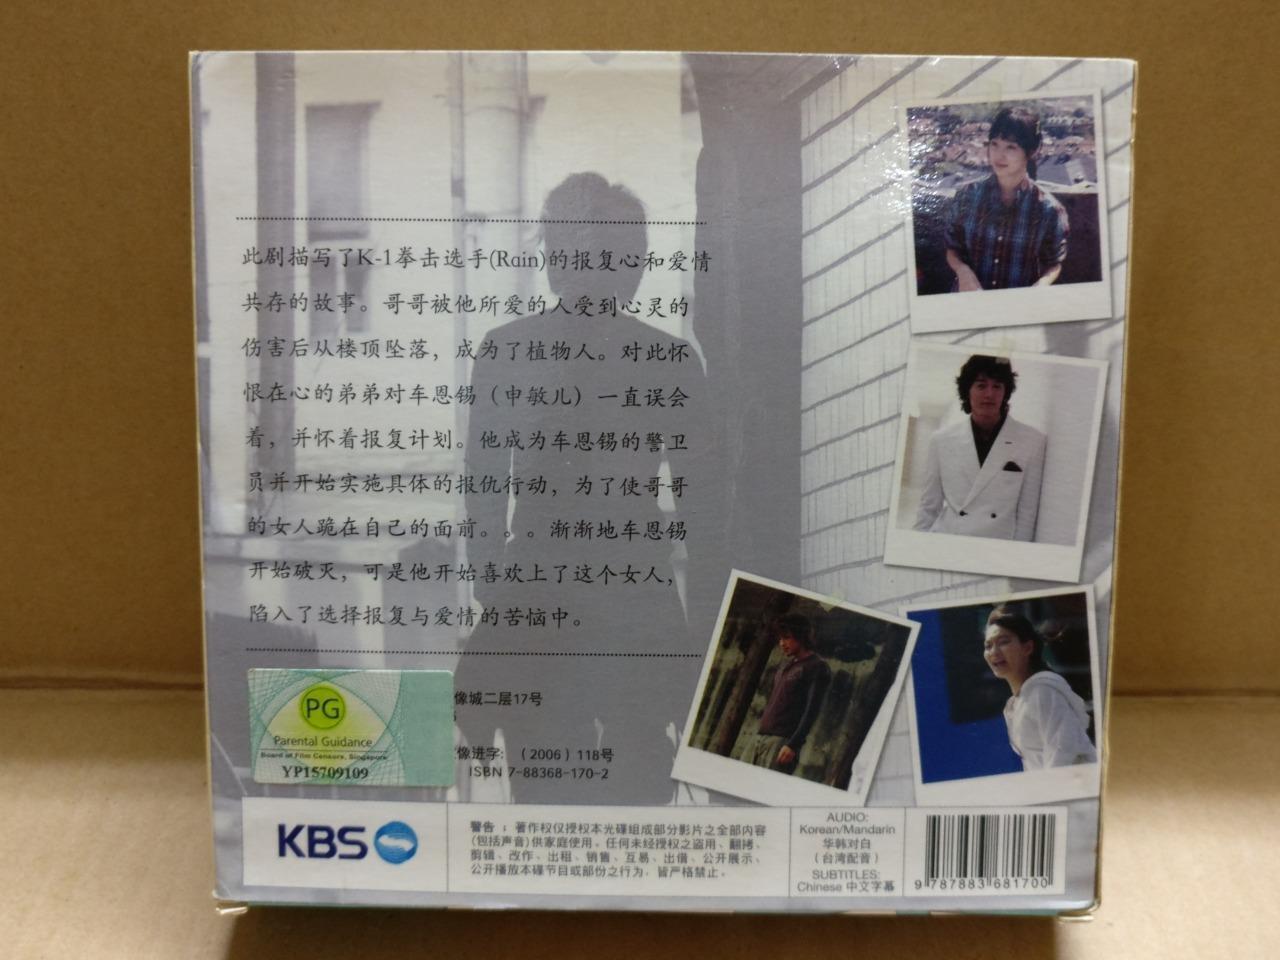 此剧描写了K-1拳击选手(Rain)的报复心和爱情
共存的故事。哥哥被他所爱的人受到心灵的
伤害后从楼顶坠落，成为了植物人。对此怀
恨在心的弟弟对车恩锡（申敏儿）一直误会
着，并怀着报复计划。他成为车恩锡的警卫
员并开始实施具体的报仇行动，为了使哥哥
的女人跪在自己的面前。。。渐渐地车恩锡
开始破灭，可是他开始喜欢上了这个女人，
陷入了选择报复与爱情的苦恼中。
像城二层17号
PG
Parental Guidance
Board of Film Censors, Singapore
YP15709109
像进字：（2006）118号
ISBN 7-88368-170-2
KBS
警告：著作权仅授权本光碟组成部分影片之全部内容
(包括声音)供家庭使用。任何未经授权之盗用、翻拷、
剪辑、改作、出租、销售、互易、出借、公开展示、
公开播放本碟节目或部份之行为，皆严格禁止。
AUDIO:
Korean/Mandarin
华韩对白
（台湾配音）
SUBTITLES:
Chinese 中文字幕
9 787883 681700